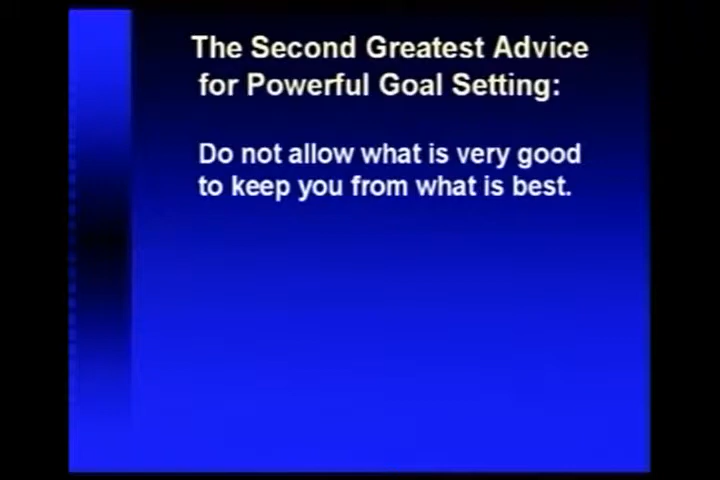 The Second Greatest Advice
for Powerful Goal Setting:
Do not allow what is very good
to keep you from what is best.